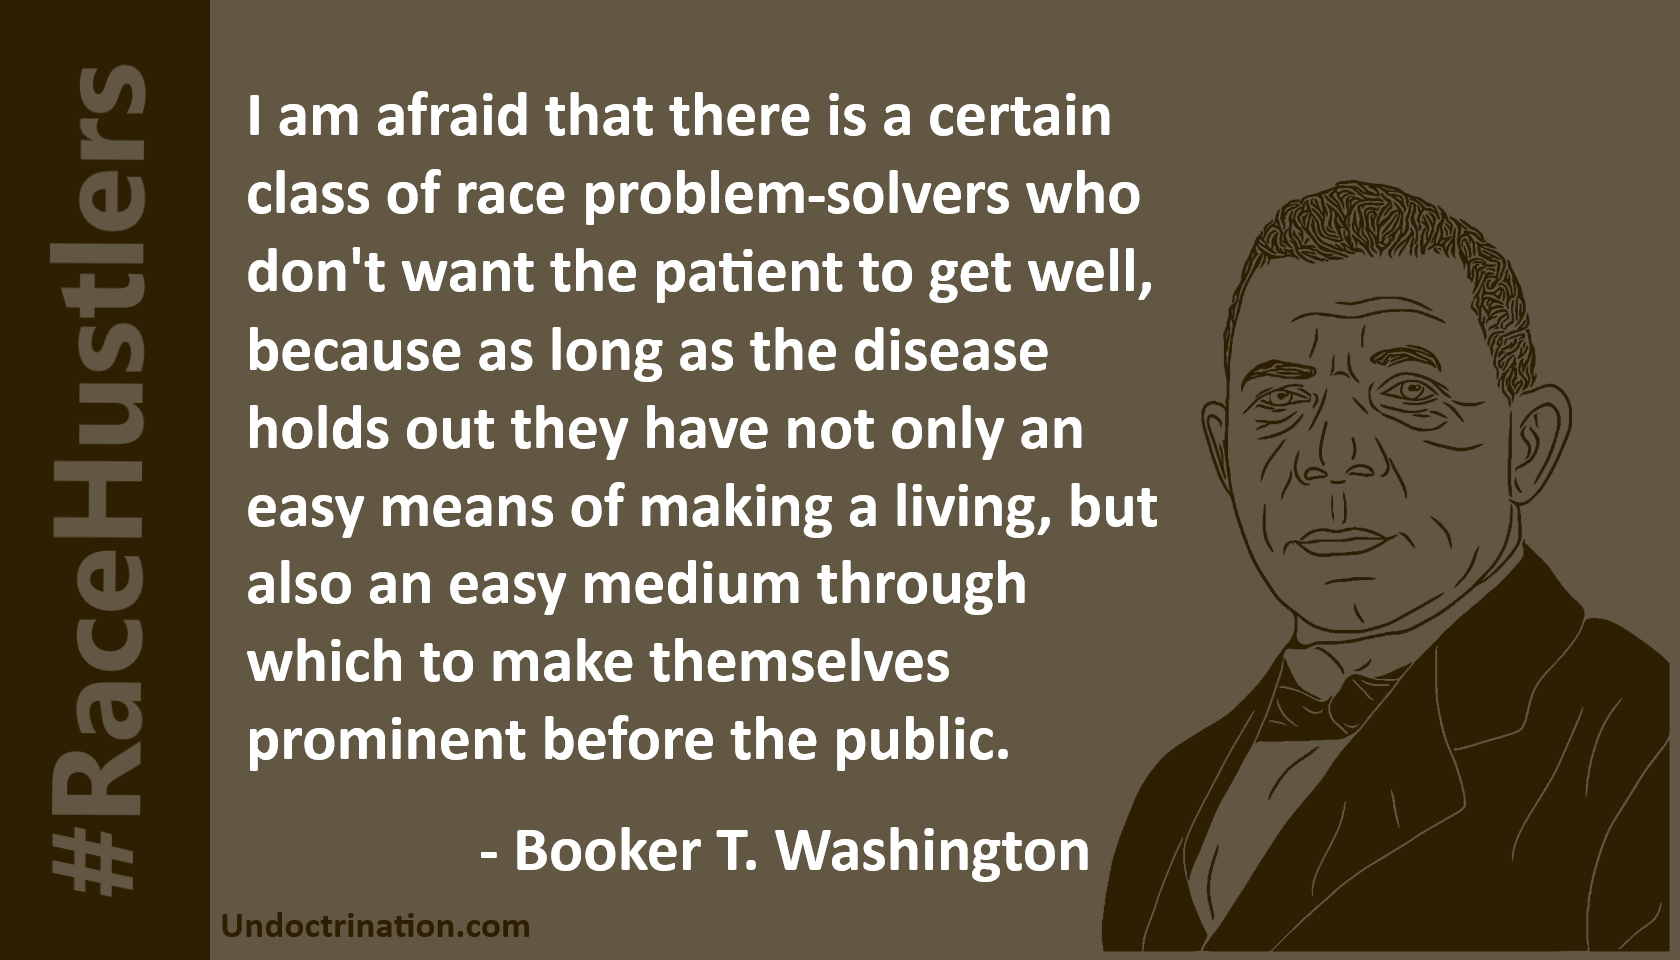 #RaceHustlers
I am afraid that there is a certain
class of race problem-solvers who
don't want the patient to get well,
because as long as the disease
holds out they have not only an
easy means of making a living, but
also an easy medium through
which to make themselves
prominent before the public.
- Booker T. Washington
Undoctrination.com